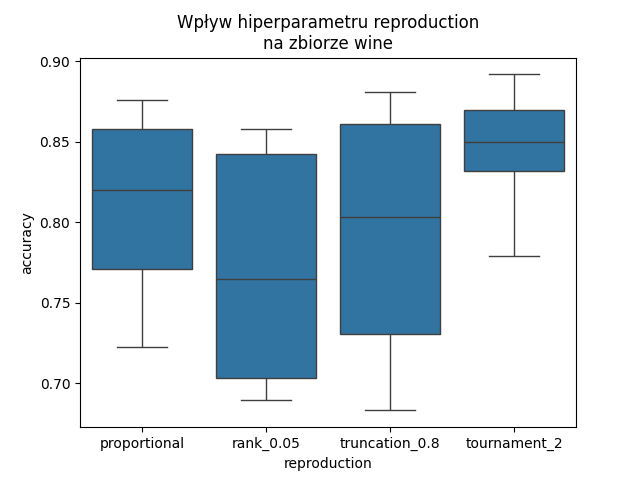 Wpływ hiperparametru reproduction
na zbiorze wine
0.90
0.85
0.80
0.75
0.70
accuracy
proportional
rank_0.05
truncation_0.8
tournament_2
reproduction